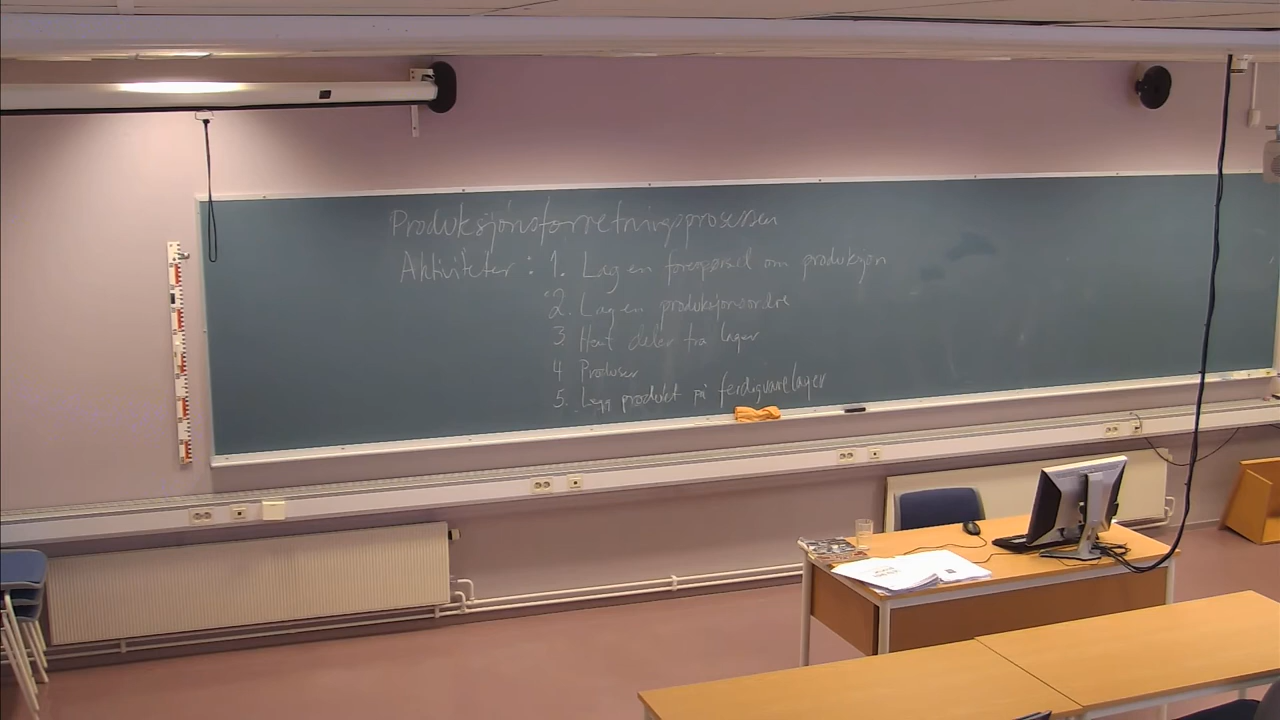 Produksjonsforretningsprosessen
Aktiviteter: 1. Lag en forespørsel om produksjon
2. Lag en produksjonsordre
3. Hent deler fra lager
4 Produser
5. Legg produkt på ferdigvarelager